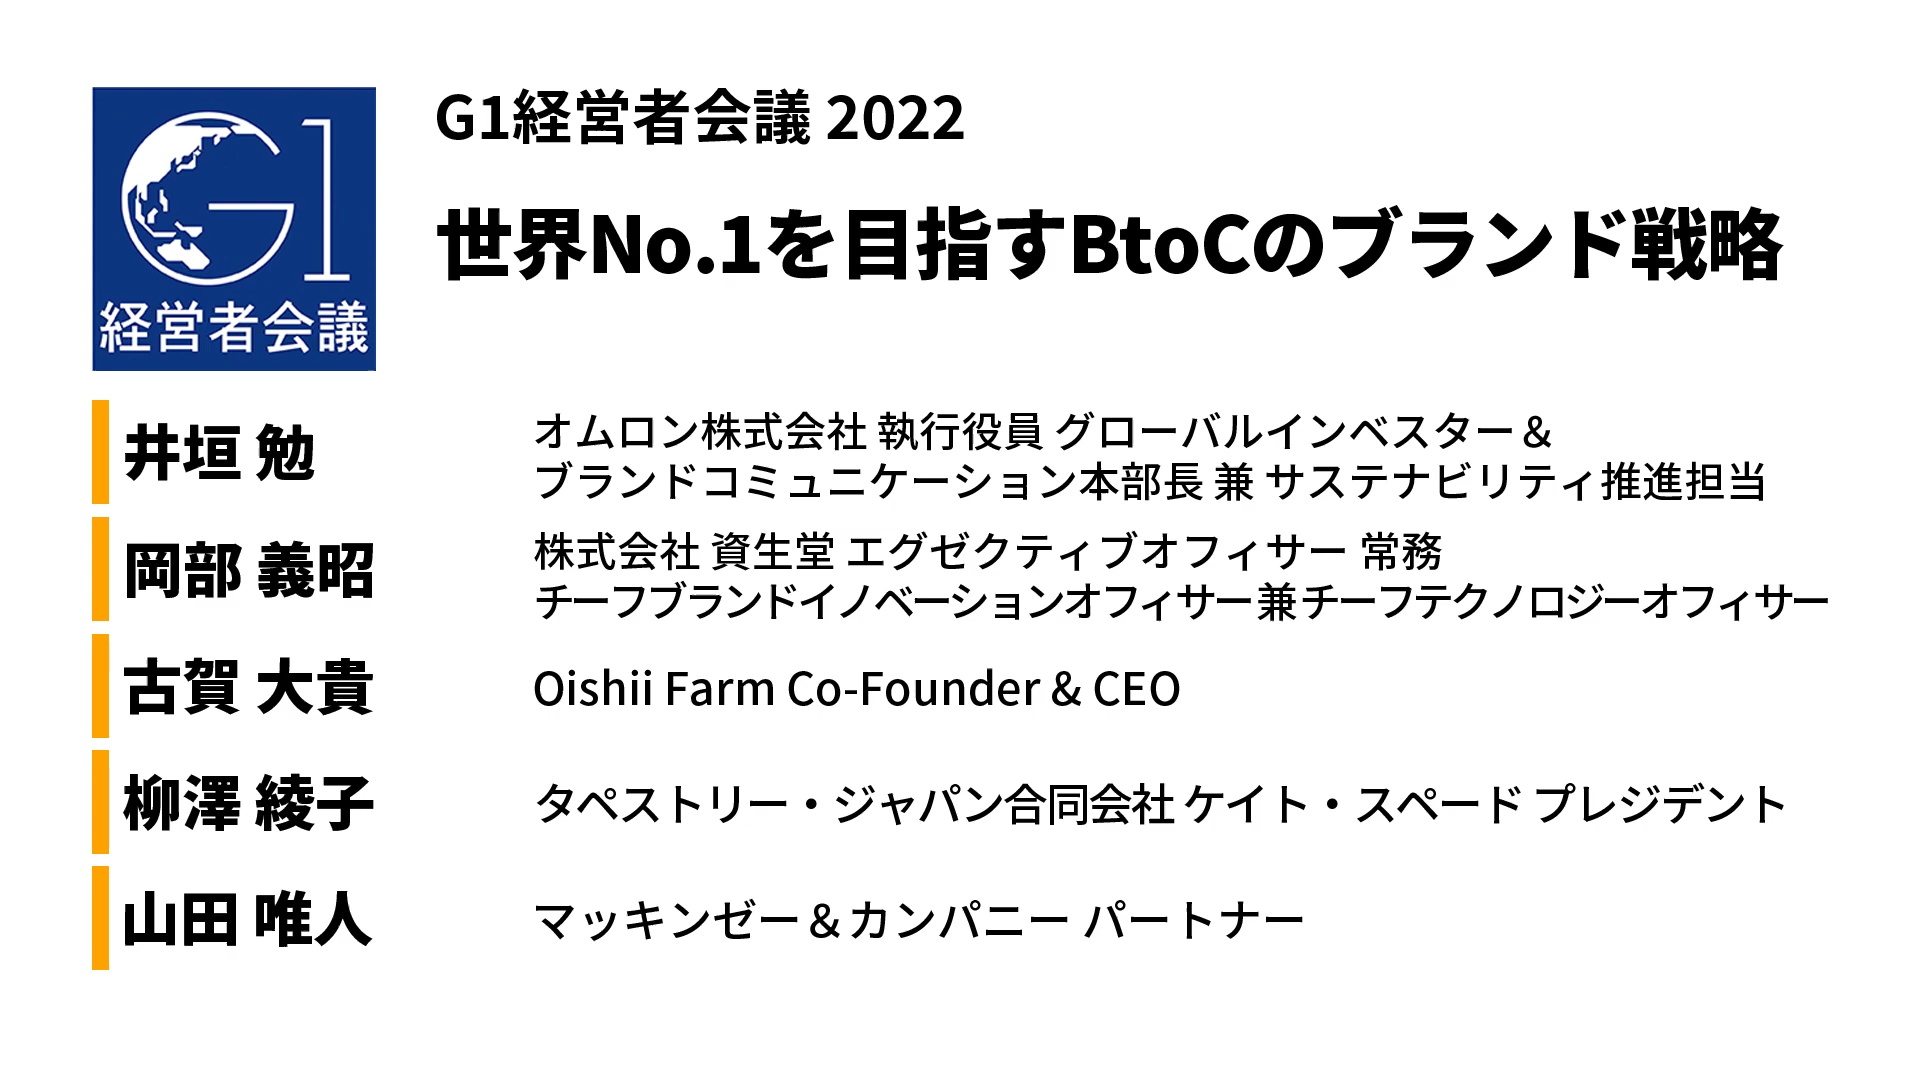 G1
経営者会議
G1経営者会議 2022
世界No.1を目指すBtoCのブランド戦略
井垣 勉
オムロン株式会社 執行役員 グローバルインベスター＆
ブランドコミュニケーション本部長 兼 サステナビリティ推進担当
岡部 義昭
株式会社 資生堂 エグゼクティブオフィサー 常務
チーフブランドイノベーションオフィサー兼チーフテクノロジーオフィサー
古賀 大貴
Oishii Farm Co-Founder & CEO
柳澤 綾子
タペストリー・ジャパン合同会社 ケイト・スペード プレジデント
山田 唯人
マッキンゼー＆カンパニー パートナー